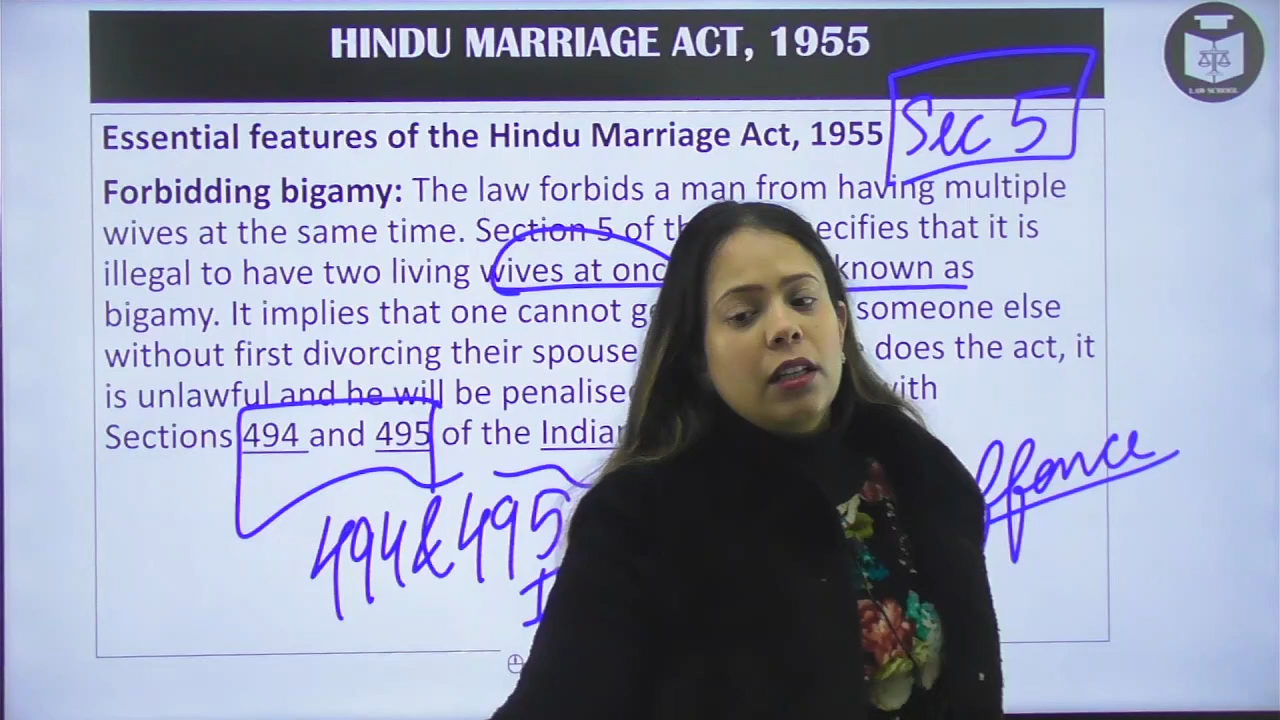 HINDU MARRIAGE ACT, 1955
LAW SCHOOL
Essential features of the Hindu Marriage Act, 1955
Sec 5
Forbidding bigamy: The law forbids a man from having multiple
wives at the same time. Section 5 of ecifies that it is
illegal to have two living wives at onc known as
bigamy. It implies that one cannot someone else
without first divorcing their spouse does the act, it
is unlawful and he will be penalised
Sections 494 and 495 of the Indian
494 & 495
ffence